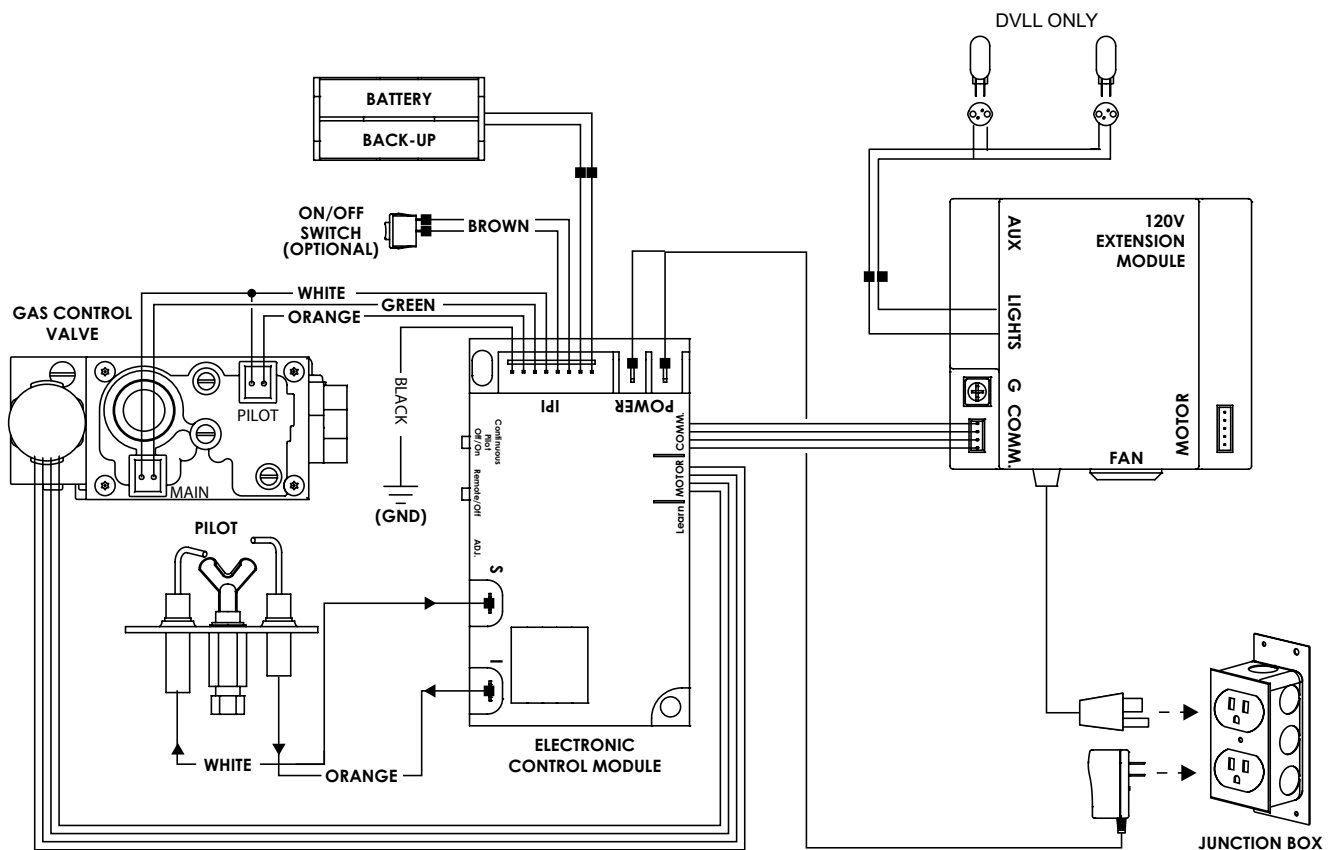 DVLL ONLY
BATTERY
BACK-UP
ON/OFF
SWITCH
(OPTIONAL)
BROWN
WHITE
GREEN
ORANGE
GAS CONTROL
VALVE
PILOT
MAIN
BLACK
(GND)
IPI
POWER
Continuous
Pilot
Off/On
Remote/Off
ADJ.
S
I
COMM.
MOTOR
Learn
ELECTRONIC
CONTROL MODULE
PILOT
WHITE
ORANGE
AUX
LIGHTS
G
COMM.
120V
EXTENSION
MODULE
MOTOR
FAN
JUNCTION BOX